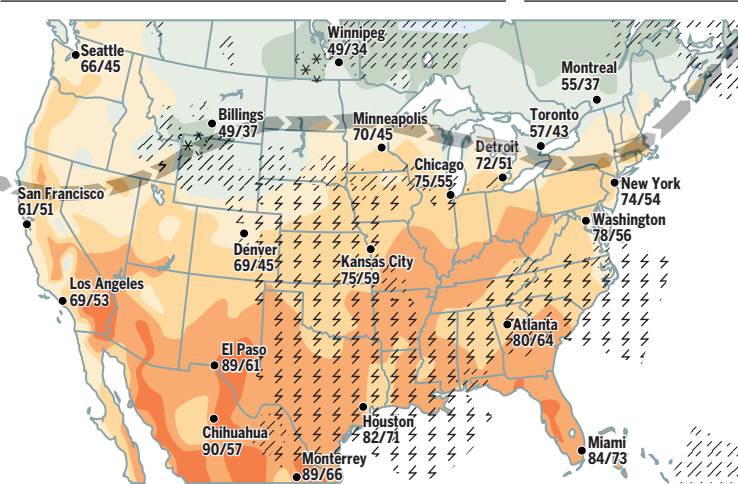 Winnipeg
49/34
Seattle
66/45
Montreal
55/37
Billings
49/37
Minneapolis
70/45
Toronto
57/43
Detroit
72/51
Chicago
75/55
San Francisco
61/51
New York
74/54
Washington
78/56
Denver
69/45
Kansas City
75/59
Los Angeles
69/53
Atlanta
80/64
El Paso
89/61
Houston
82/71
Chihuahua
90/57
Miami
84/73
Monterrey
89/66